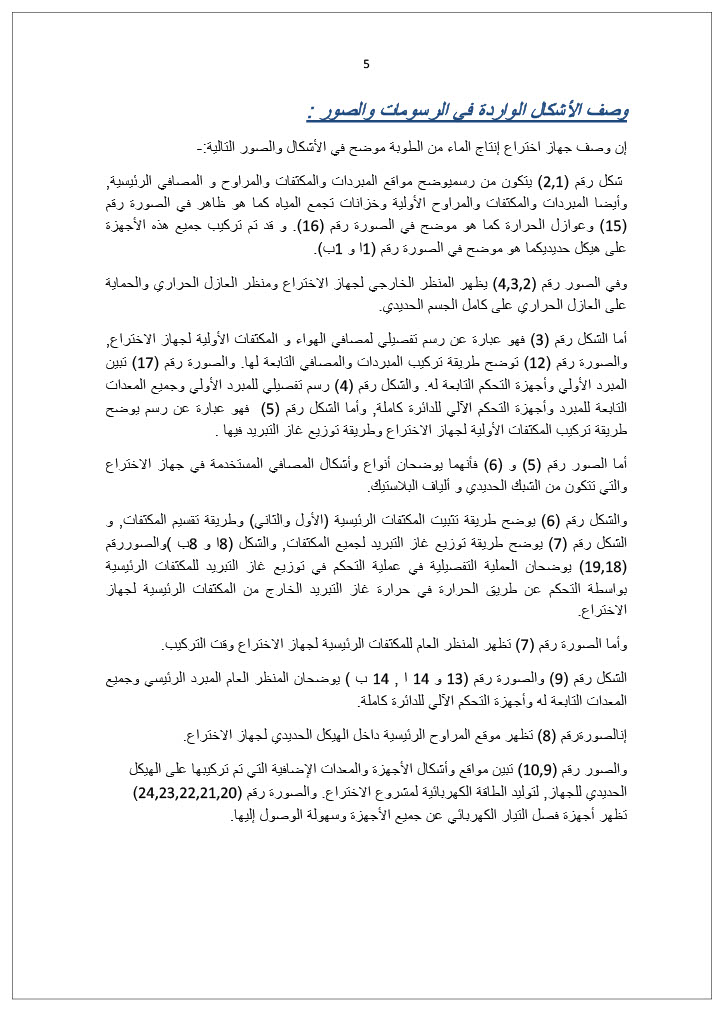 5
وصف الأشكال الواردة في الرسومات والصور :
إن وصف جهاز اختراع إنتاج الماء من الطوبة موضح في الأشكال والصور التالية:-
شكل رقم (2,1) يتكون من رسميوضح مواقع المبردات والمكثفات والمراوح و المصافي الرئيسية,
وأيضا المبردات والمكثفات والمراوح الأولية وخزانات تجمع المياه كما هو ظاهر في الصورة رقم
(15) وعوازل الحرارة كما هو موضح في الصورة رقم (16). و قد تم تركيب جميع هذه الأجهزة
على هيكل حديديكما هو موضح في الصورة رقم (1ا و 1ب).
وفي الصور رقم (4,3,2) يظهر المنظر الخارجي لجهاز الاختراع ومنظر العازل الحراري والحماية
على العازل الحراري على كامل الجسم الحديدي.
أما الشكل رقم (3) فهو عبارة عن رسم تفصيلي لمصافي الهواء و المكثفات الأولية لجهاز الاختراع,
والصورة رقم (12) توضح طريقة تركيب المبردات والمصافي التابعة لها. والصورة رقم (17) تبين
المبرد الأولي وأجهزة التحكم التابعة له. والشكل رقم (4) رسم تفصيلي للمبرد الأولي وجميع المعدات
التابعة للمبرد وأجهزة التحكم الآلي للدائرة كاملة, وأما الشكل رقم (5) فهو عبارة عن رسم يوضح
طريقة تركيب المكثفات الأولية لجهاز الاختراع وطريقة توزيع غاز التبريد فيها .
أما الصور رقم (5) و (6) فأنهما يوضحان أنواع وأشكال المصافي المستخدمة في جهاز الاختراع
والتي تتكون من الشبك الحديدي و ألياف البلاستيك.
والشكل رقم (6) يوضح طريقة تثبيت المكثفات الرئيسية (الأول والثاني) وطريقة تقسيم المكثفات, و
الشكل رقم (7) يوضح طريقة توزيع غاز التبريد لجميع المكثفات, والشكل (8ا و 8ب )والصوررقم
(19,18) يوضحان العملية التفصيلية في عملية التحكم في توزيع غاز التبريد للمكثفات الرئيسية
بواسطة التحكم عن طريق الحرارة في حرارة غاز التبريد الخارج من المكثفات الرئيسية لجهاز
الاختراع.
وأما الصورة رقم (7) تظهر المنظر العام للمكثفات الرئيسية لجهاز الاختراع وقت التركيب.
الشكل رقم (9) والصورة رقم (13 و 14 ا , 14 ب ) يوضحان المنظر العام المبرد الرئيسي وجميع
المعدات التابعة له وأجهزة التحكم الآلي للدائرة كاملة.
إنالصورةرقم (8) تظهر موقع المراوح الرئيسية داخل الهيكل الحديدي لجهاز الاختراع.
والصور رقم (10,9) تبين مواقع وأشكال الأجهزة والمعدات الإضافية التي تم تركيبها على الهيكل
الحديدي للجهاز, لتوليد الطاقة الكهربائية لمشروع الاختراع. والصورة رقم (24,23,22,21,20)
تظهر أجهزة فصل التيار الكهربائي عن جميع الأجهزة وسهولة الوصول إليها.